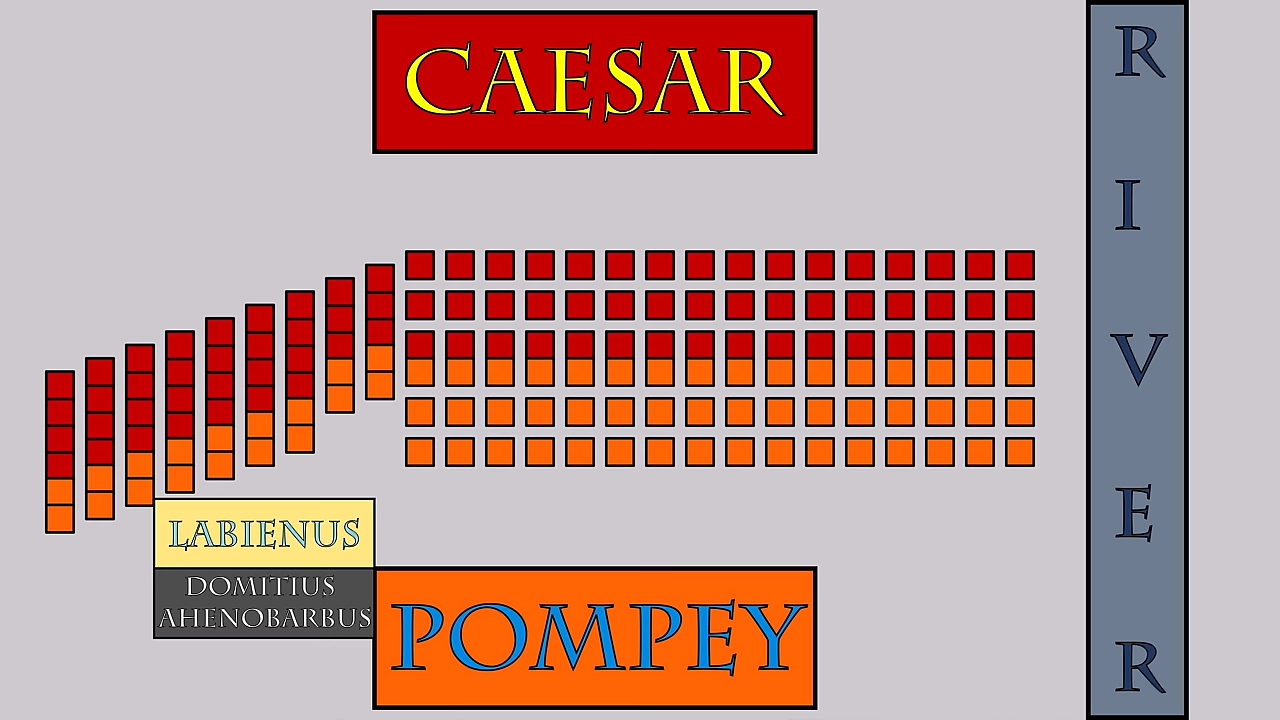 CAESAR
LABIENUS
DOMITIUS
AHENOBARBUS
POMPEY
R
I
V
E
R